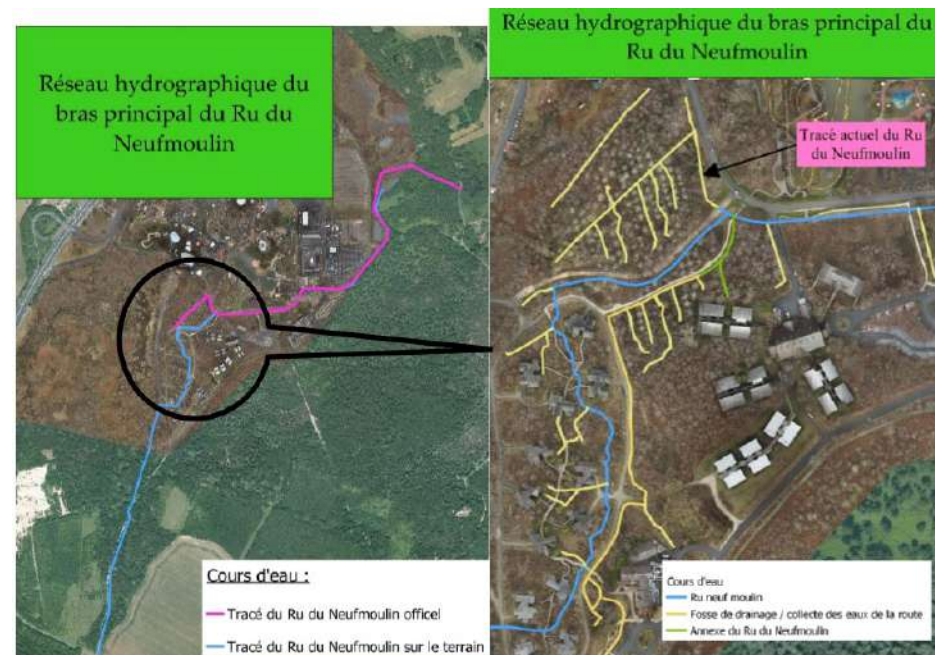 Réseau hydrographique du
bras principal du Ru du
Neufmoulin
Cours d'eau :
Tracé du Ru du Neufmoulin officel
Tracé du Ru du Neufmoulin sur le terrain
Réseau hydrographique du bras principal du
Ru du Neufmoulin
Tracé actuel du Ru
du Neufmoulin
Cours d'eau
Ru neuf moulin
Fosse de drainage / collecte des eaux de la route
Annexe du Ru du Neufmoulin